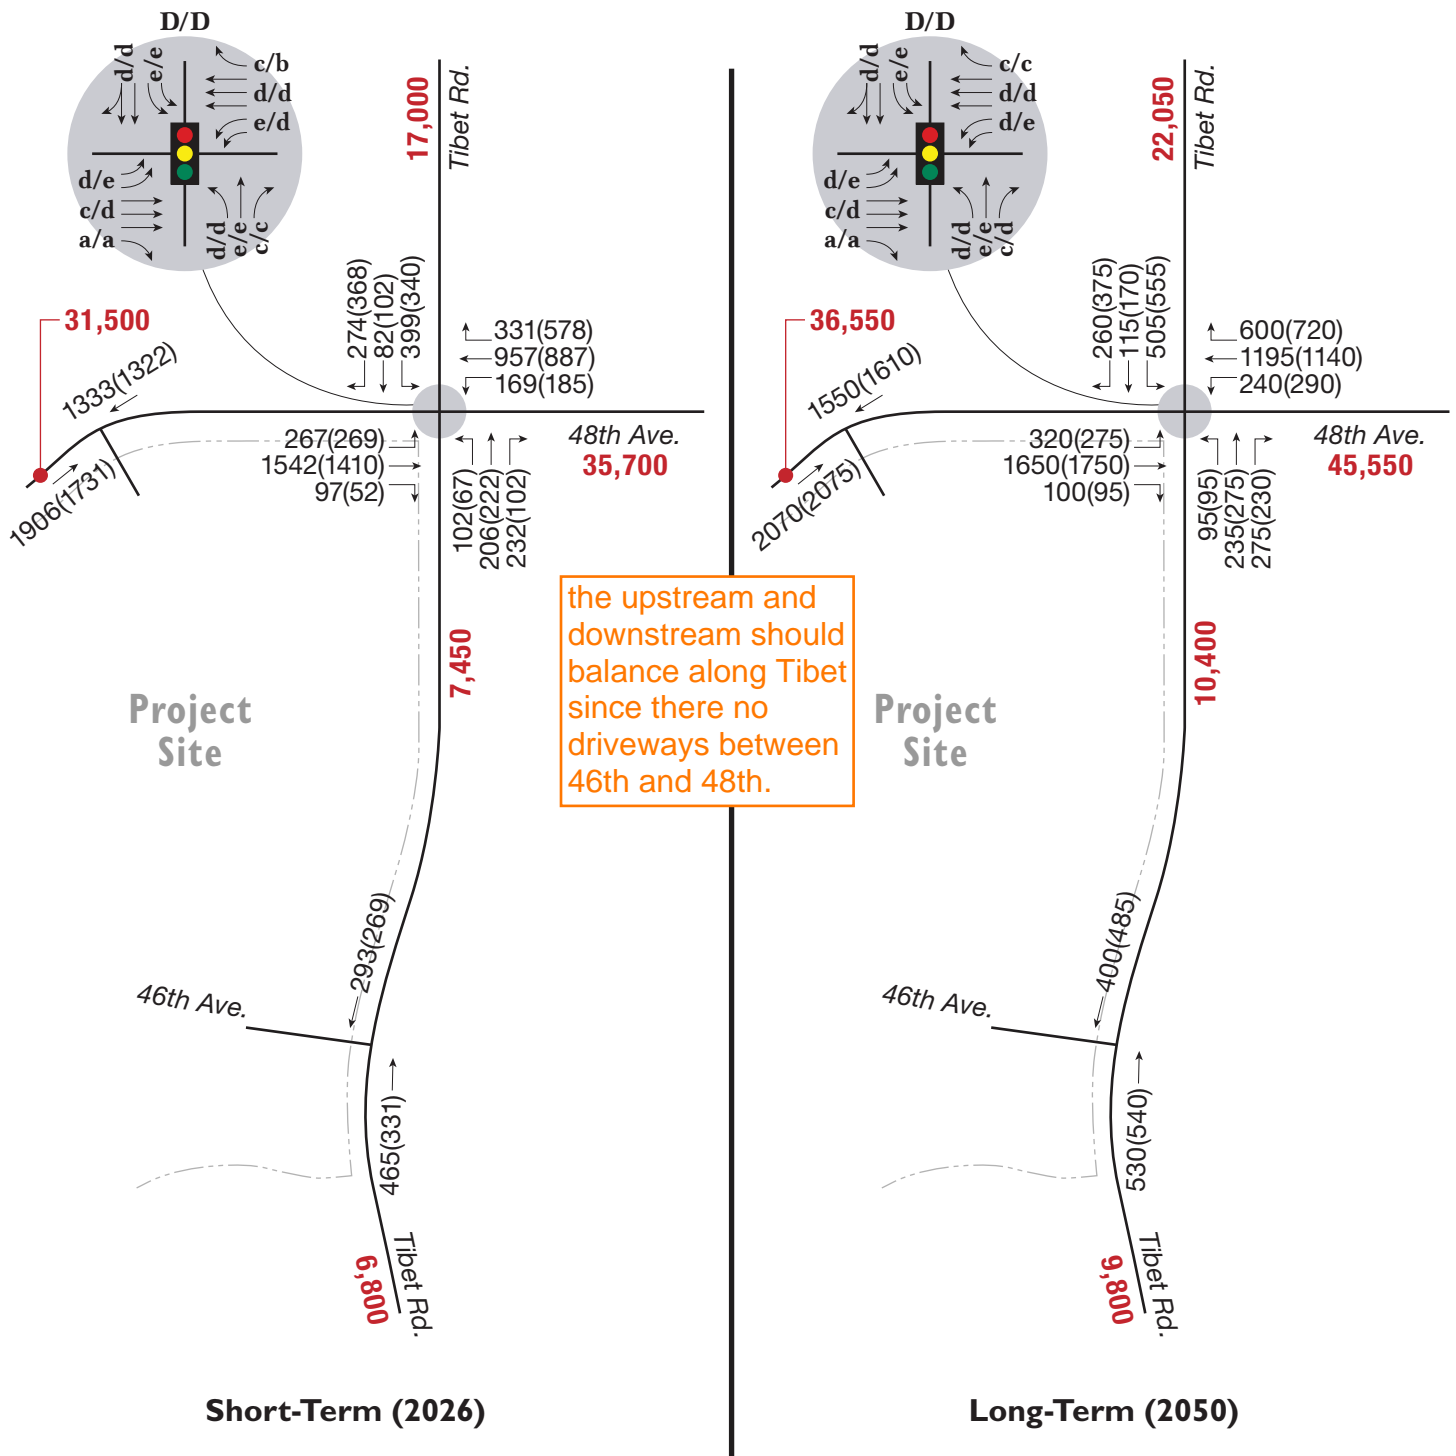 D/D
d/d
e/e
c/b
d/d
e/d
d/e
c/d
a/a
d/d
e/e
c/c
17,000
Tibet Rd.
31,500
1333(1322)
1906(1731)
274(368)
82(102)
399(340)
331(578)
957(887)
169(185)
267(269)
1542(1410)
97(52)
48th Ave.
35,700
102(67)
206(222)
232(102)
7,450
Project
Site
293(269)
46th Ave.
465(331)
6,800
Tibet Rd.
Short-Term (2026)
the upstream and
downstream should
balance along Tibet
since there no
driveways between
46th and 48th.
D/D
d/d
e/e
c/c
d/d
d/e
d/e
c/d
a/a
d/d
e/e
c/d
22,050
Tibet Rd.
36,550
1550(1610)
2070(2075)
260(375)
115(170)
505(555)
600(720)
1195(1140)
240(290)
320(275)
1650(1750)
100(95)
48th Ave.
45,550
95(95)
235(275)
275(230)
10,400
Project
Site
400(485)
46th Ave.
530(540)
9,800
Tibet Rd.
Long-Term (2050)